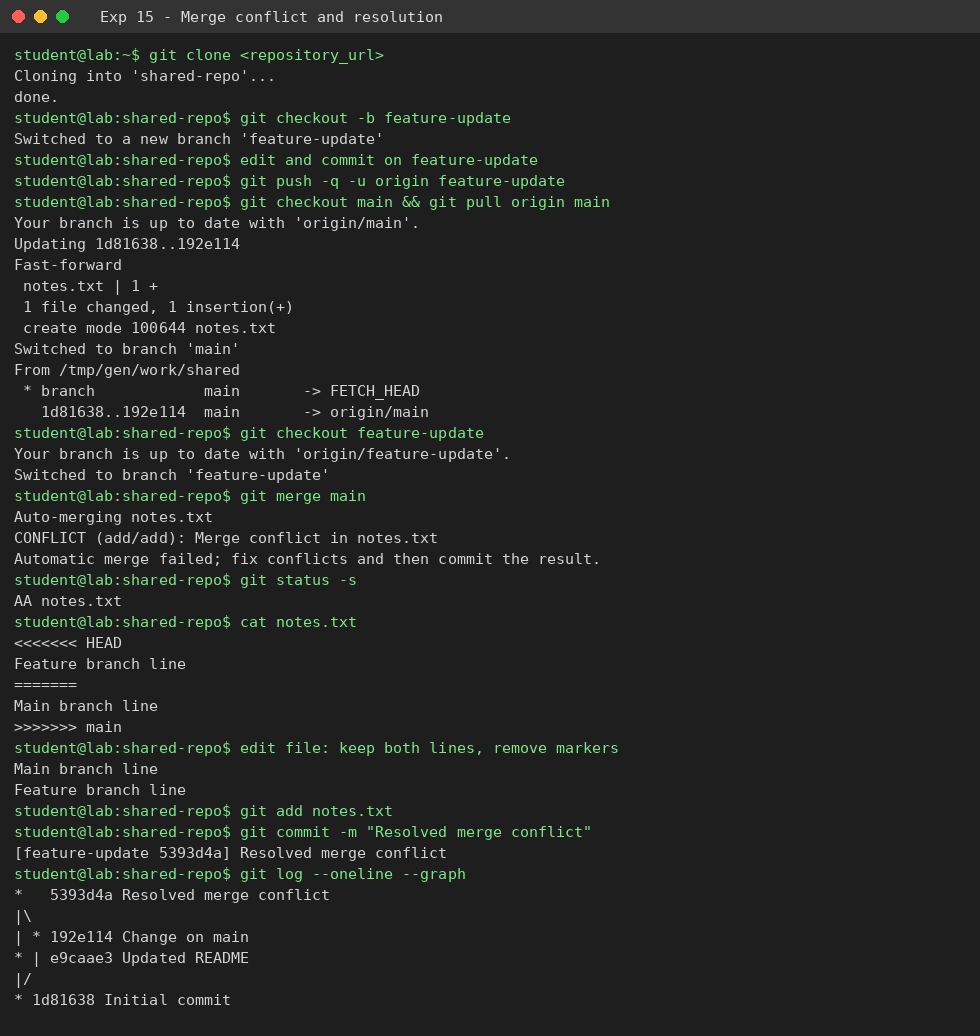 Exp 15 - Merge conflict and resolution
student@lab:~$ git clone <repository_url>
Cloning into 'shared-repo'...
done.
student@lab:shared-repo$ git checkout -b feature-update
Switched to a new branch 'feature-update'
student@lab:shared-repo$ edit and commit on feature-update
student@lab:shared-repo$ git push -q -u origin feature-update
student@lab:shared-repo$ git checkout main && git pull origin main
Your branch is up to date with 'origin/main'.
Updating 1d81638..192e114
Fast-forward
 notes.txt | 1 +
 1 file changed, 1 insertion(+)
 create mode 100644 notes.txt
Switched to branch 'main'
From /tmp/gen/work/shared
 * branch            main       -> FETCH_HEAD
   1d81638..192e114  main       -> origin/main
student@lab:shared-repo$ git checkout feature-update
Your branch is up to date with 'origin/feature-update'.
Switched to branch 'feature-update'
student@lab:shared-repo$ git merge main
Auto-merging notes.txt
CONFLICT (add/add): Merge conflict in notes.txt
Automatic merge failed; fix conflicts and then commit the result.
student@lab:shared-repo$ git status -s
AA notes.txt
student@lab:shared-repo$ cat notes.txt
<<<<<<< HEAD
Feature branch line
=======
Main branch line
>>>>>>> main
student@lab:shared-repo$ edit file: keep both lines, remove markers
Main branch line
Feature branch line
student@lab:shared-repo$ git add notes.txt
student@lab:shared-repo$ git commit -m "Resolved merge conflict"
[feature-update 5393d4a] Resolved merge conflict
student@lab:shared-repo$ git log --oneline --graph
*   5393d4a Resolved merge conflict
|\
| * 192e114 Change on main
* | e9caae3 Updated README
|/
* 1d81638 Initial commit